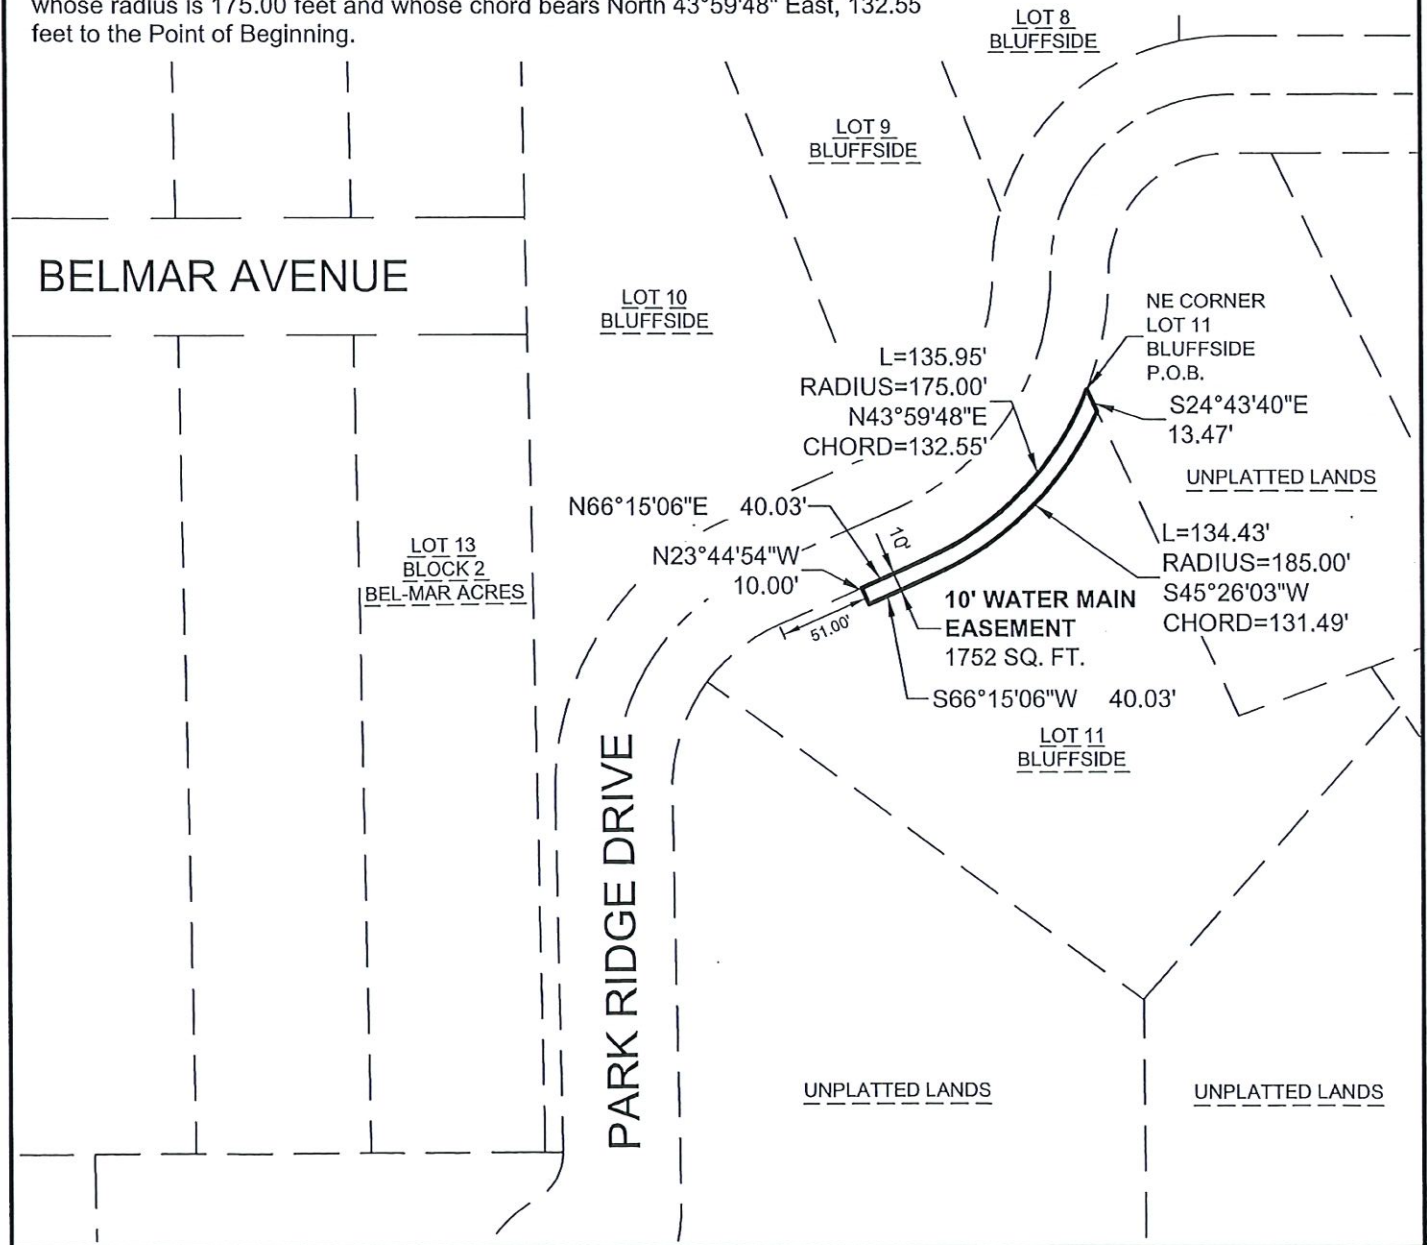 whose radius is 175.00 feet and whose chord bears North 43°59'48" East, 132.55
feet to the Point of Beginning.
LOT 8
BLUFFSIDE
LOT 9
BLUFFSIDE
BELMAR AVENUE
LOT 10
BLUFFSIDE
NE CORNER
LOT 11
BLUFFSIDE
P.O.B.
L=135.95'
RADIUS=175.00'
N43°59'48"E
CHORD=132.55'
S24°43'40"E
13.47'
UNPLATTED LANDS
N66°15'06"E 40.03'
N23°44'54"W
10.00'
10'
51.00'
LOT 13
BLOCK 2
BEL-MAR ACRES
L=134.43'
RADIUS=185.00'
S45°26'03"W
CHORD=131.49'
10' WATER MAIN
EASEMENT
1752 SQ. FT.
S66°15'06"W 40.03'
LOT 11
BLUFFSIDE
PARK RIDGE DRIVE
UNPLATTED LANDS
UNPLATTED LANDS